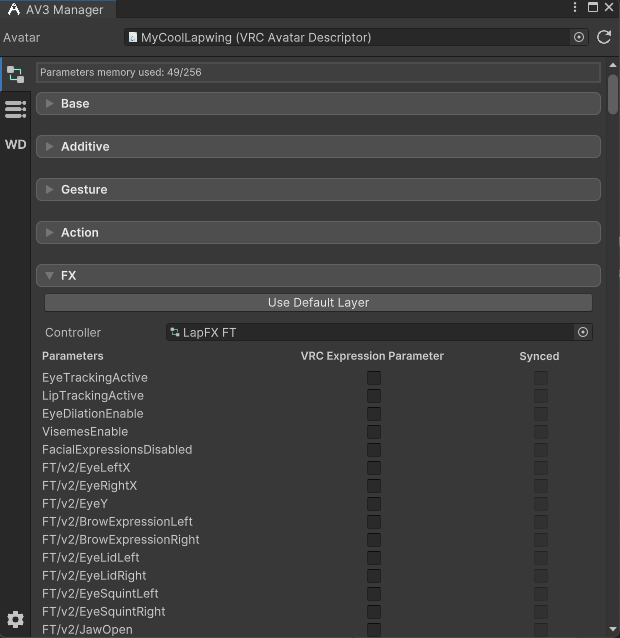 AV3 Manager
Avatar MyCoolLapwing (VRC Avatar Descriptor)
Parameters memory used: 49/256
Base
WD
Additive
Gesture
Action
FX
Use Default Layer
Controller LapFX FT
Parameters VRC Expression Parameter Synced
EyeTrackingActive
LipTrackingActive
EyeDilationEnable
VisemesEnable
FacialExpressionsDisabled
FT/v2/EyeLeftX
FT/v2/EyeRightX
FT/v2/EyeY
FT/v2/BrowExpressionLeft
FT/v2/BrowExpressionRight
FT/v2/EyeLidLeft
FT/v2/EyeLidRight
FT/v2/EyeSquintLeft
FT/v2/EyeSquintRight
FT/v2/JawOpen